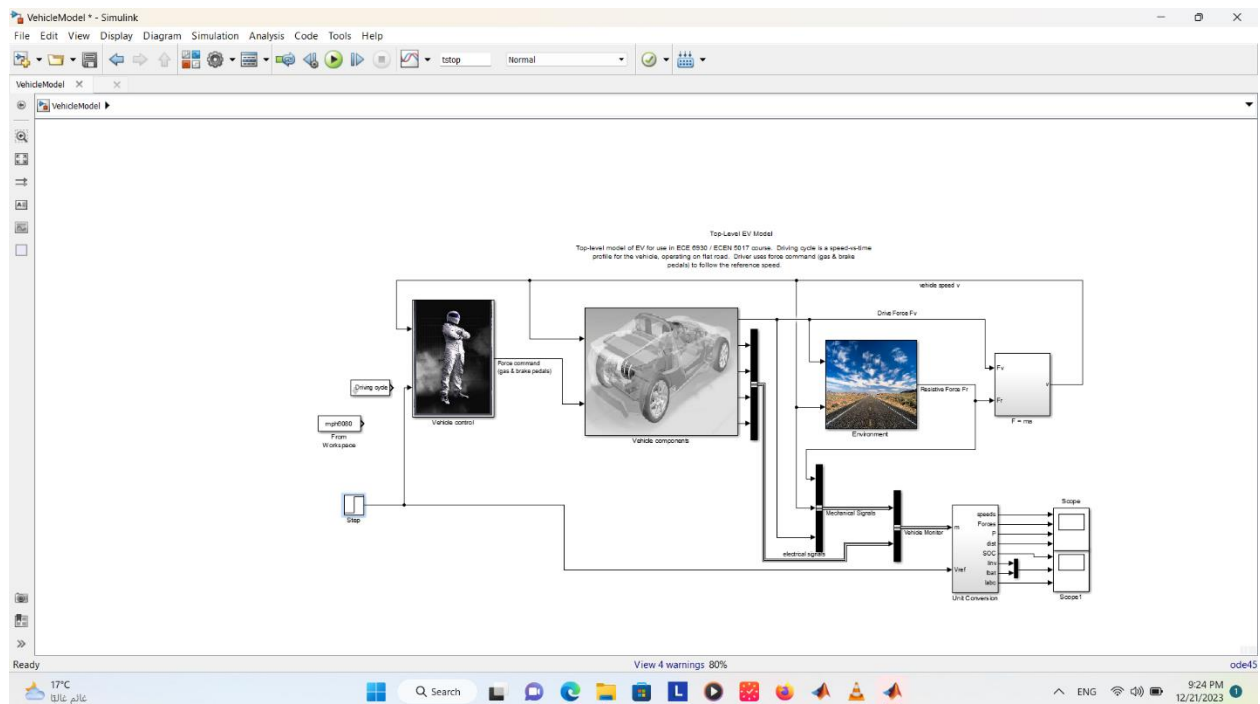 VehicleModel * - Simulink
File Edit View Display Diagram Simulation Analysis Code Tools Help
tstop
Normal
VehicleModel
VehicleModel
Top-Level EV Model
Top-level model of EV for use in ECE 6930 / ECEN 5017 course. Driving cycle is a speed-vs-time
profile for the vehicle, operating on flat road. Driver uses force command (gas & brake
pedals) to follow the reference speed.
vehicle speed v
Drive Force Fv
Force command
(gas & brake pedals)
Driving cycle
Vehicle control
mph6080
From
Workspace
Vehicle components
Resistive Force Fr
Environment
Fv
Fr
v
F = ma
Step
Mechanical Signals
electrical signals
Vehicle Monitor
m
Vref
speeds
Forces
P
dist
SOC
Iinv
Ibat
Iabc
Unit Conversion
Scope
Scope1
Ready
View 4 warnings 80%
ode45
17°C
غائم غالبًا
Search
ENG
9:24 PM
12/21/2023
1